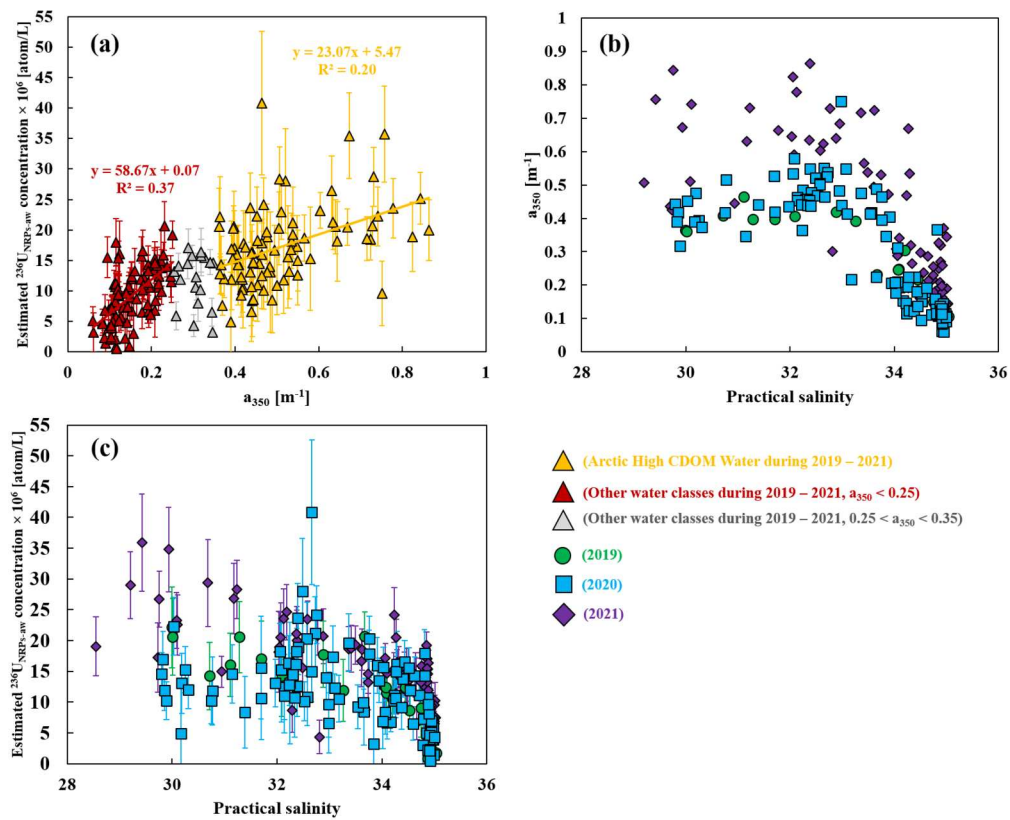 (a)
y = 23.07x + 5.47
R² = 0.20
y = 58.67x + 0.07
R² = 0.37
Estimated ²³⁶U_NRPs-aw concentration × 10⁶ [atom/L]
55
50
45
40
35
30
25
20
15
10
5
0
0 0.2 0.4 0.6 0.8 1
a₃₅₀ [m⁻¹]
(b)
a₃₅₀ [m⁻¹]
1
0.9
0.8
0.7
0.6
0.5
0.4
0.3
0.2
0.1
0
28 30 32 34 36
Practical salinity
(c)
Estimated ²³⁶U_NRPs-aw concentration × 10⁶ [atom/L]
55
50
45
40
35
30
25
20
15
10
5
0
28 30 32 34 36
Practical salinity
(Arctic High CDOM Water during 2019 – 2021)
(Other water classes during 2019 – 2021, a₃₅₀ < 0.25)
(Other water classes during 2019 – 2021, 0.25 < a₃₅₀ < 0.35)
(2019)
(2020)
(2021)